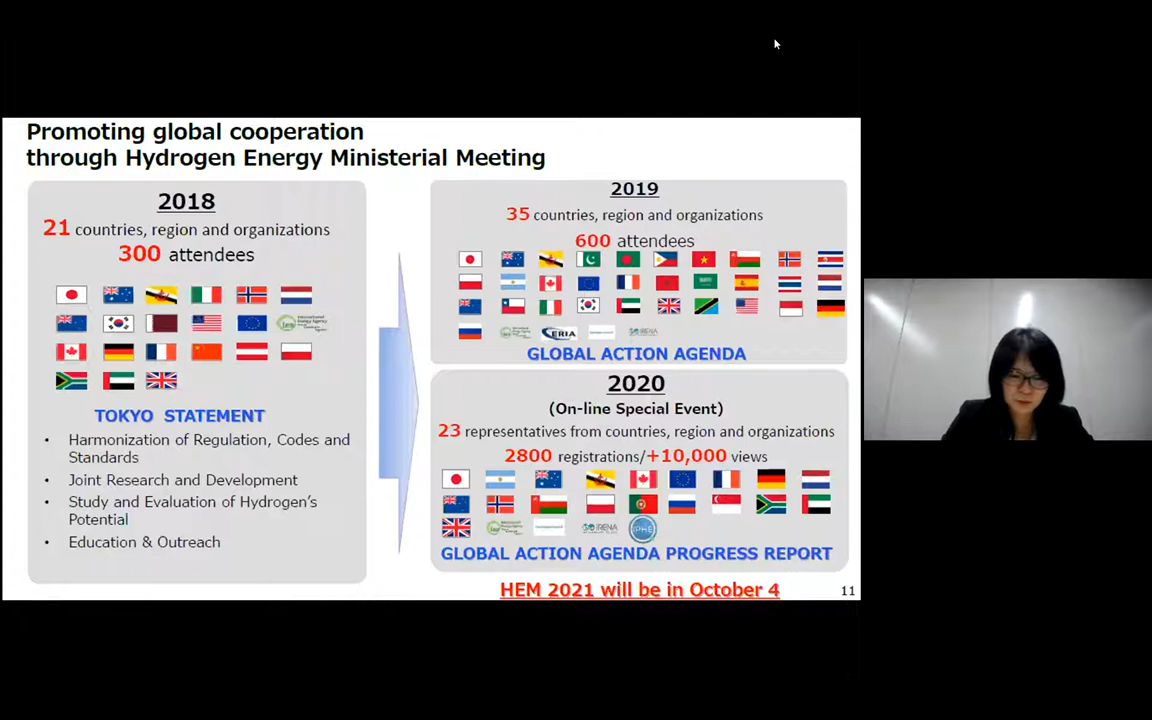 Promoting global cooperation
through Hydrogen Energy Ministerial Meeting
2018
21 countries, region and organizations
300 attendees
TOKYO STATEMENT
• Harmonization of Regulation, Codes and
Standards
• Joint Research and Development
• Study and Evaluation of Hydrogen's
Potential
• Education & Outreach
2019
35 countries, region and organizations
600 attendees
ERIA
IRENA
GLOBAL ACTION AGENDA
2020
(On-line Special Event)
23 representatives from countries, region and organizations
2800 registrations/+10,000 views
IRENA
IPHE
GLOBAL ACTION AGENDA PROGRESS REPORT
HEM 2021 will be in October 4
11